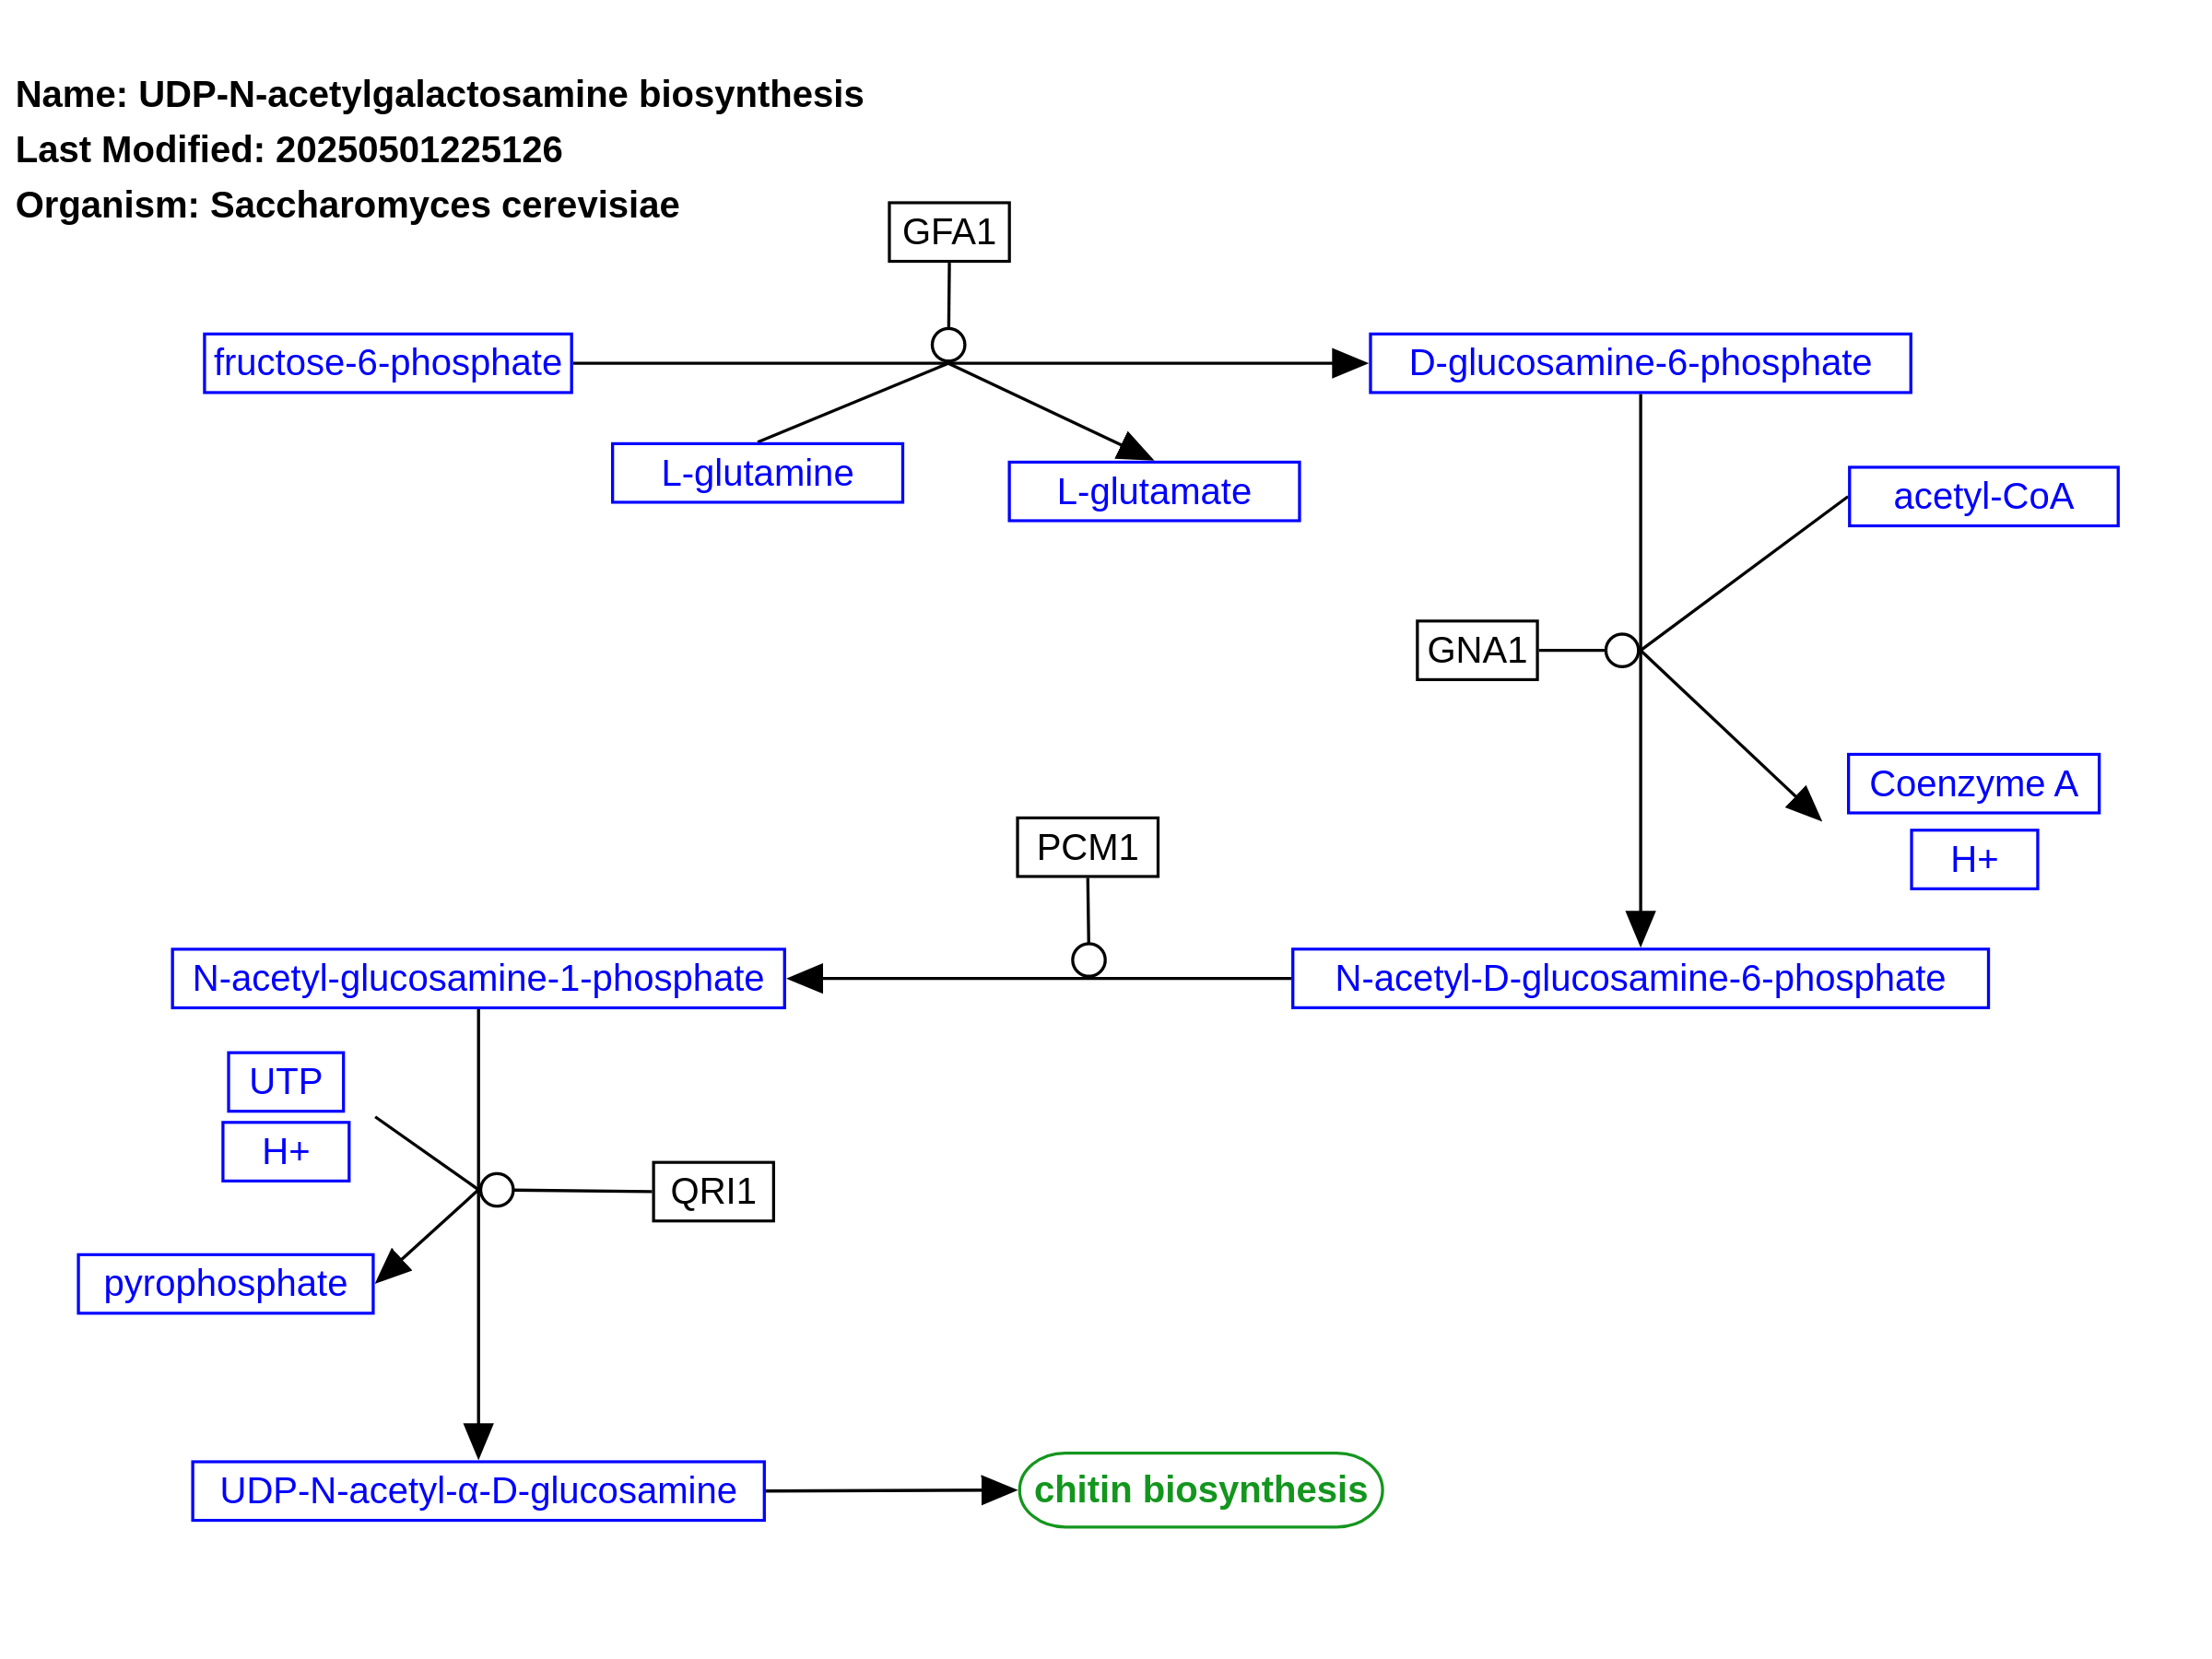 Name: UDP-N-acetylgalactosamine biosynthesis
Last Modified: 20250501225126
Organism: Saccharomyces cerevisiae
GFA1
fructose-6-phosphate
D-glucosamine-6-phosphate
L-glutamine
L-glutamate
acetyl-CoA
GNA1
Coenzyme A
H+
PCM1
N-acetyl-glucosamine-1-phosphate
N-acetyl-D-glucosamine-6-phosphate
UTP
H+
QRI1
pyrophosphate
UDP-N-acetyl-α-D-glucosamine
chitin biosynthesis